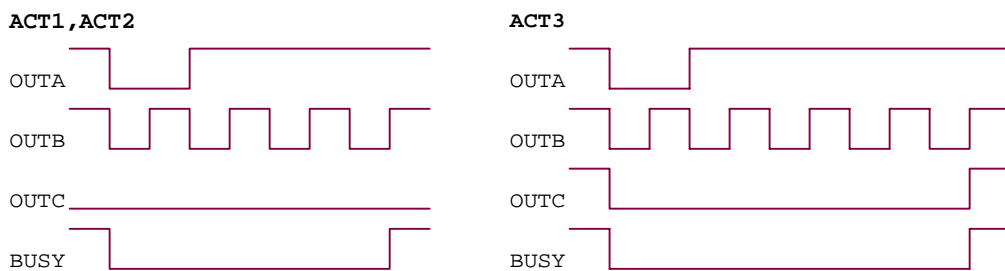 ACT1,ACT2
OUTA
OUTB
OUTC
BUSY
ACT3
OUTA
OUTB
OUTC
BUSY